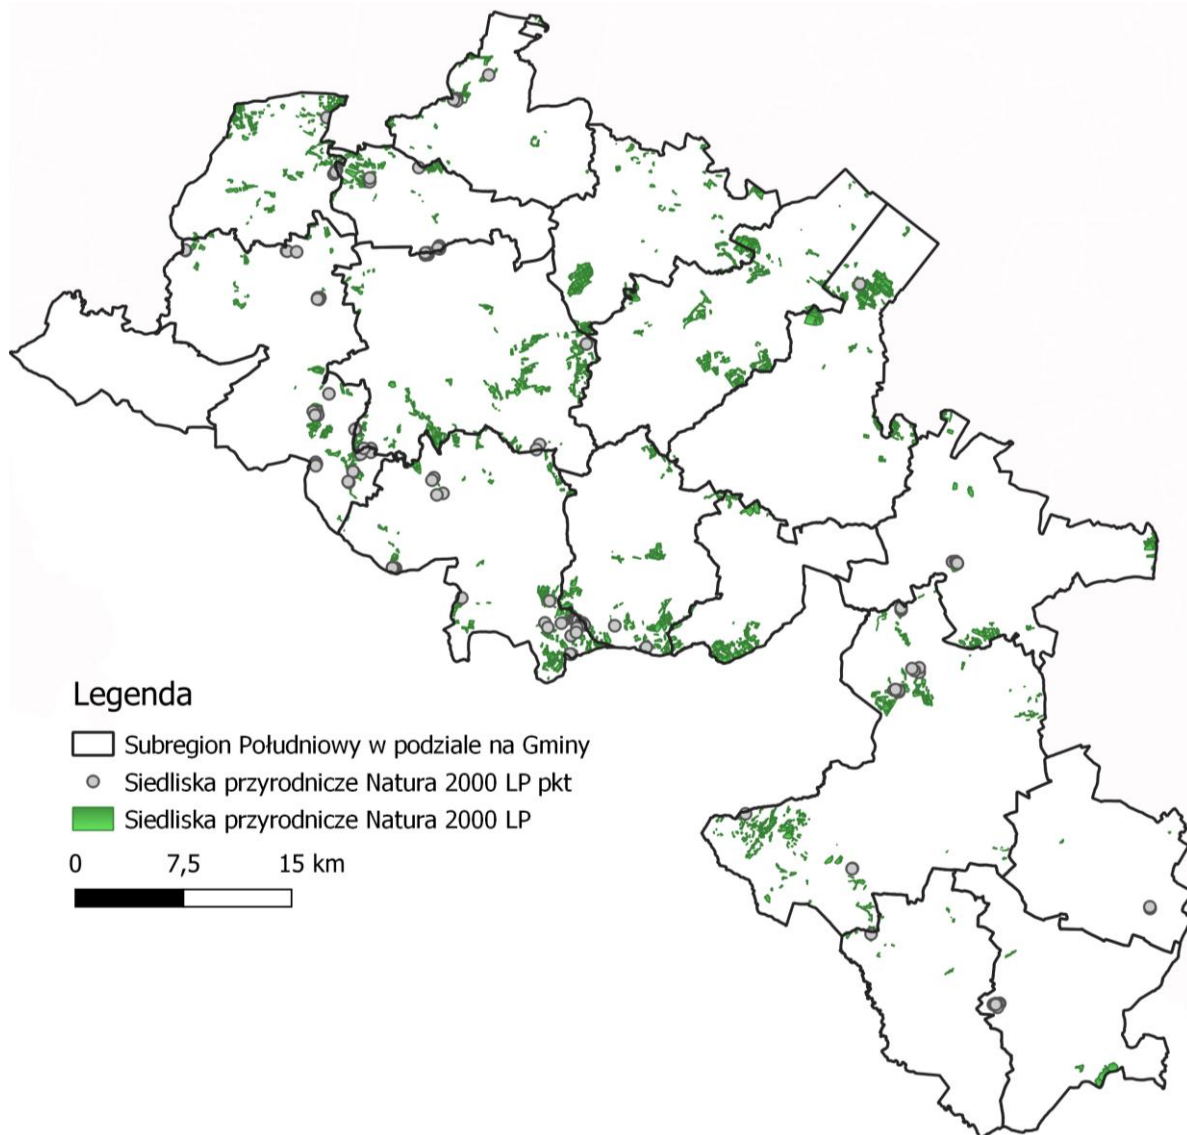 Legenda
Subregion Południowy w podziale na Gminy
Siedliska przyrodnicze Natura 2000 LP pkt
Siedliska przyrodnicze Natura 2000 LP
0 7,5 15 km